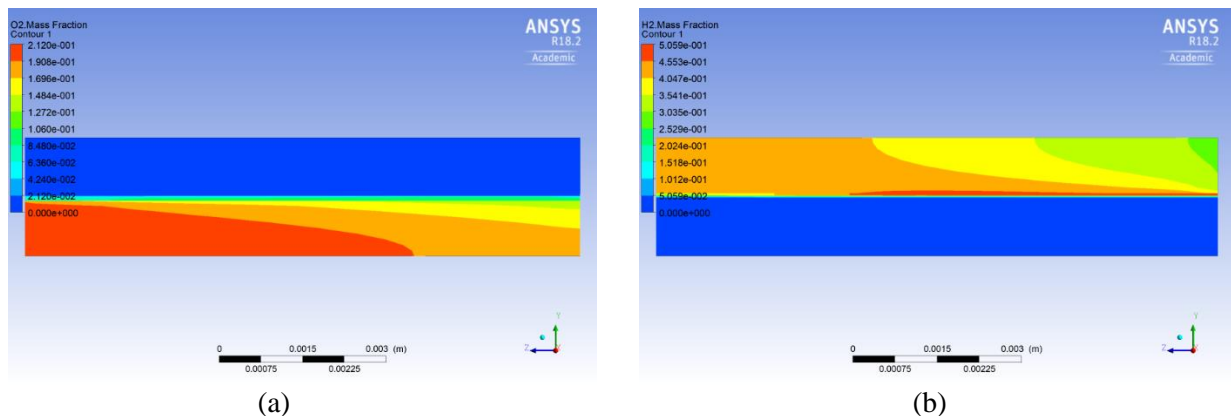 O2.Mass Fraction
Contour 1
2.120e-001
1.908e-001
1.696e-001
1.484e-001
1.272e-001
1.060e-001
8.480e-002
6.360e-002
4.240e-002
2.120e-002
0.000e+000
ANSYS
R18.2
Academic
Y
Z
X
0 0.0015 0.003 (m)
0.00075 0.00225
(a)
H2.Mass Fraction
Contour 1
5.059e-001
4.553e-001
4.047e-001
3.541e-001
3.035e-001
2.529e-001
2.024e-001
1.518e-001
1.012e-001
5.059e-002
0.000e+000
ANSYS
R18.2
Academic
Y
Z
X
0 0.0015 0.003 (m)
0.00075 0.00225
(b)